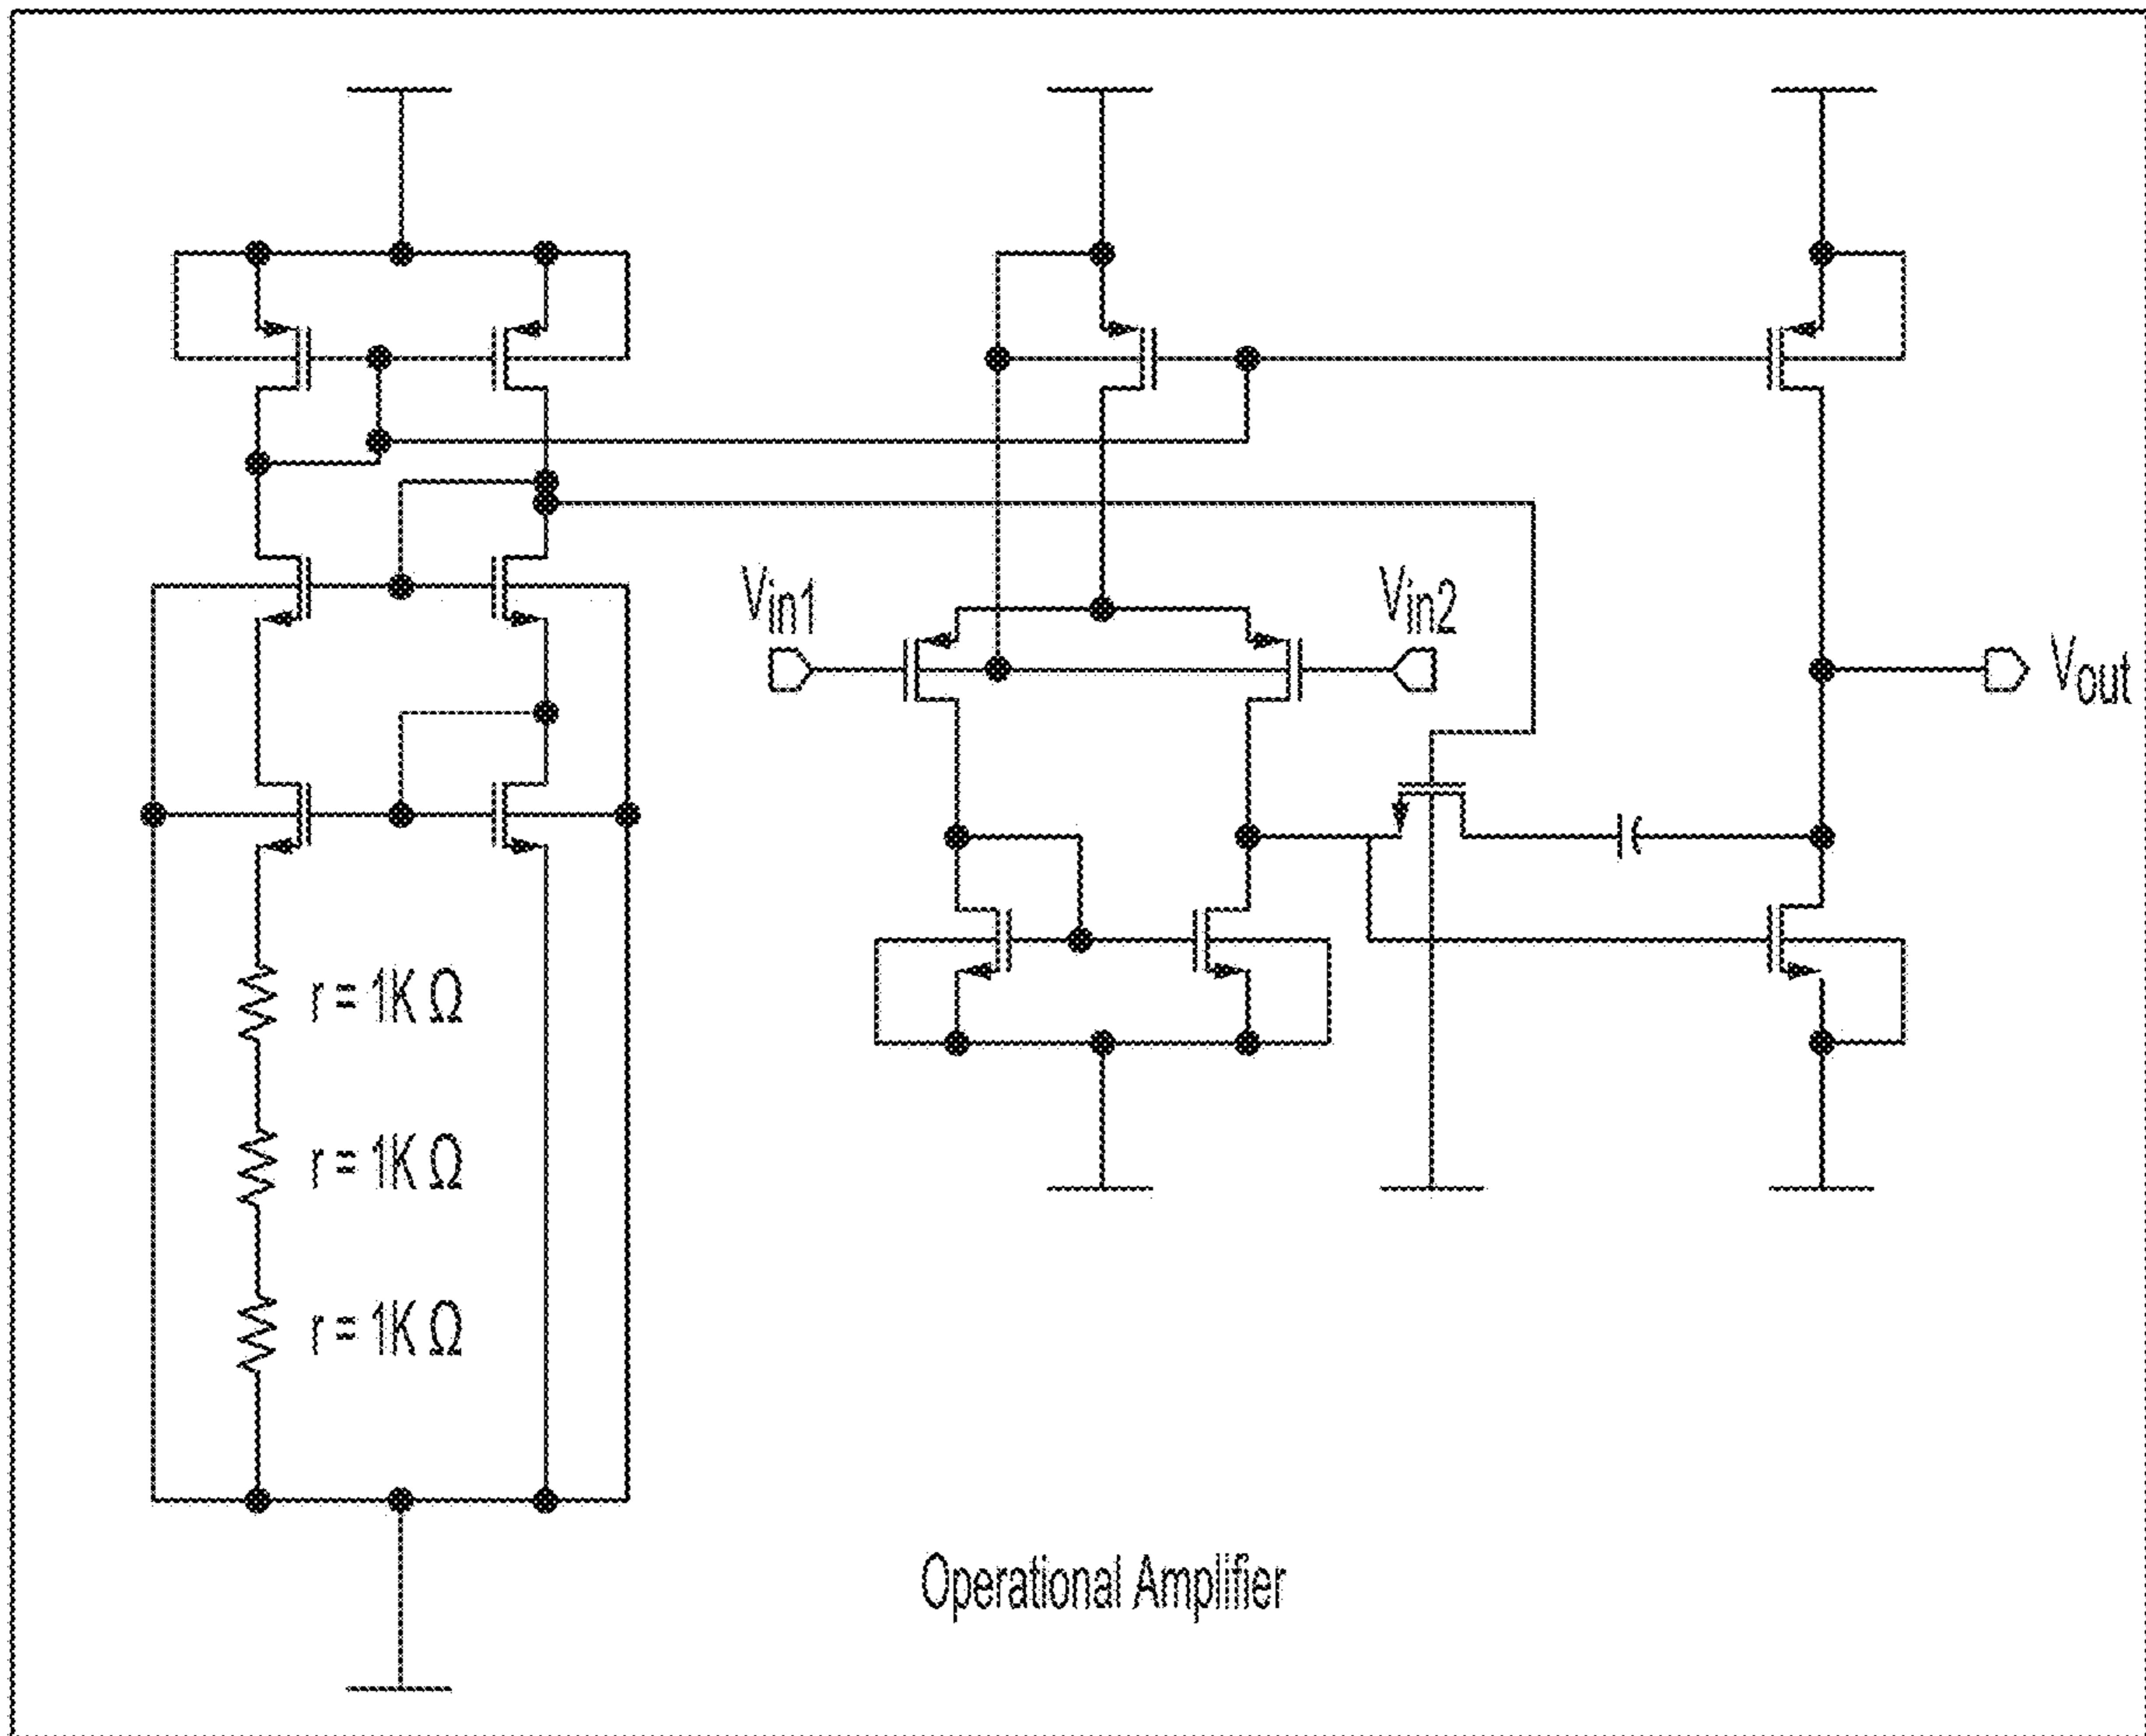 Vin1
Vin2
Vout
r = 1K Ω
r = 1K Ω
r = 1K Ω
Operational Amplifier